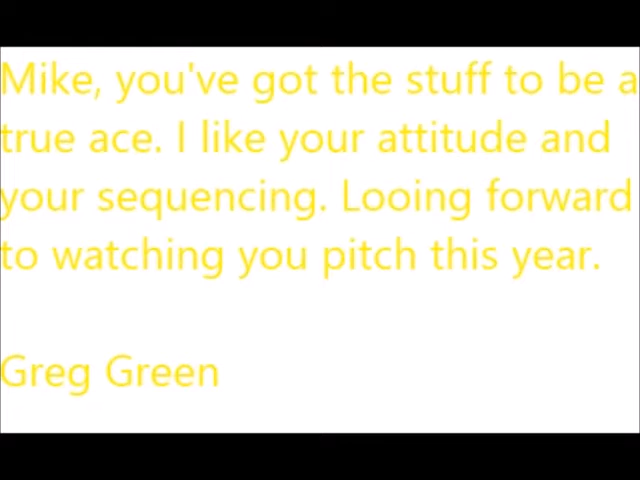 Mike, you've got the stuff to be a
true ace. I like your attitude and
your sequencing. Looing forward
to watching you pitch this year.
Greg Green